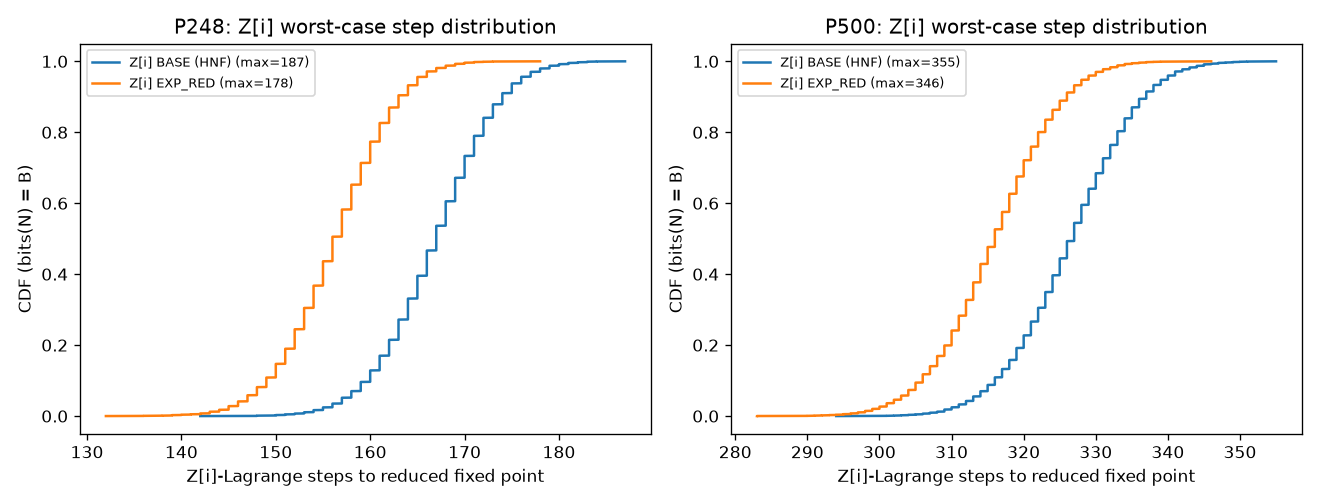 P248: Z[i] worst-case step distribution
Z[i] BASE (HNF) (max=187)
Z[i] EXP_RED (max=178)
CDF (bits(N) = B)
1.0
0.8
0.6
0.4
0.2
0.0
130 140 150 160 170 180
Z[i]-Lagrange steps to reduced fixed point
P500: Z[i] worst-case step distribution
Z[i] BASE (HNF) (max=355)
Z[i] EXP_RED (max=346)
CDF (bits(N) = B)
1.0
0.8
0.6
0.4
0.2
0.0
280 290 300 310 320 330 340 350
Z[i]-Lagrange steps to reduced fixed point